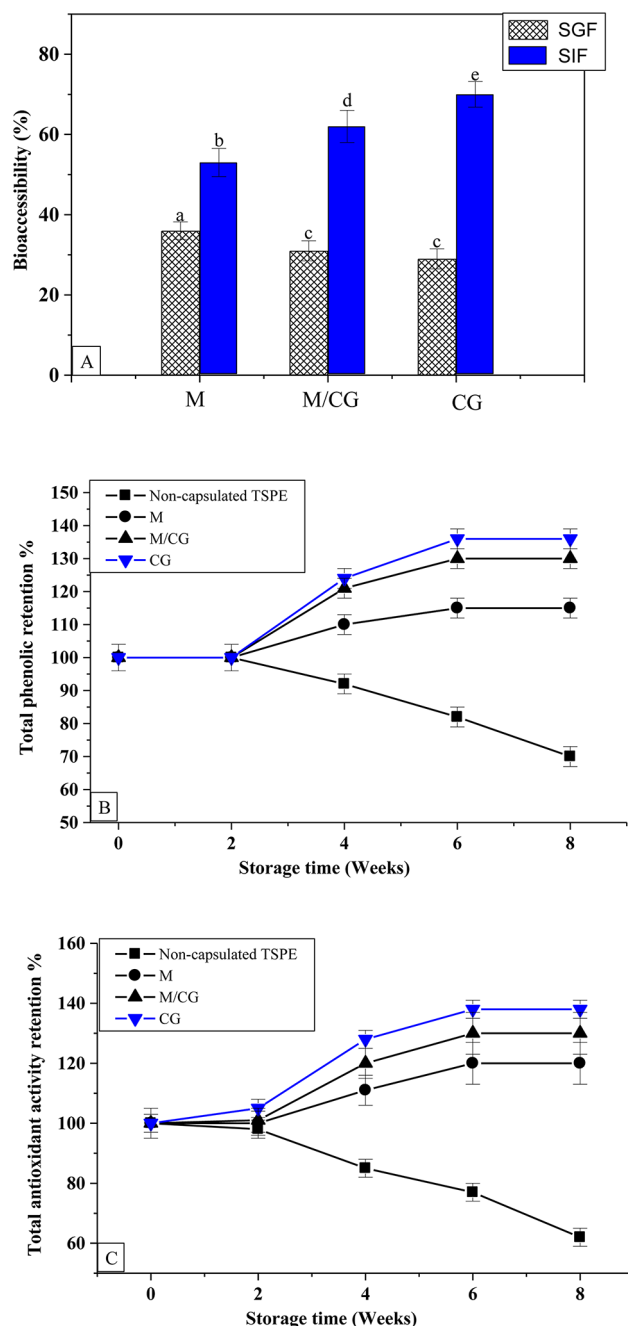 SGF
SIF
80
60
40
20
0
Bioaccessibility (%)
a
b
c
d
c
e
A
M
M/CG
CG
Non-capsulated TSPE
M
M/CG
CG
150
140
130
120
110
100
90
80
70
60
50
Total phenolic retention %
B
0
2
4
6
8
Storage time (Weeks)
Non-capsulated TSPE
M
M/CG
CG
160
140
120
100
80
60
Total antioxidant activity retention %
C
0
2
4
6
8
Storage time (Weeks)